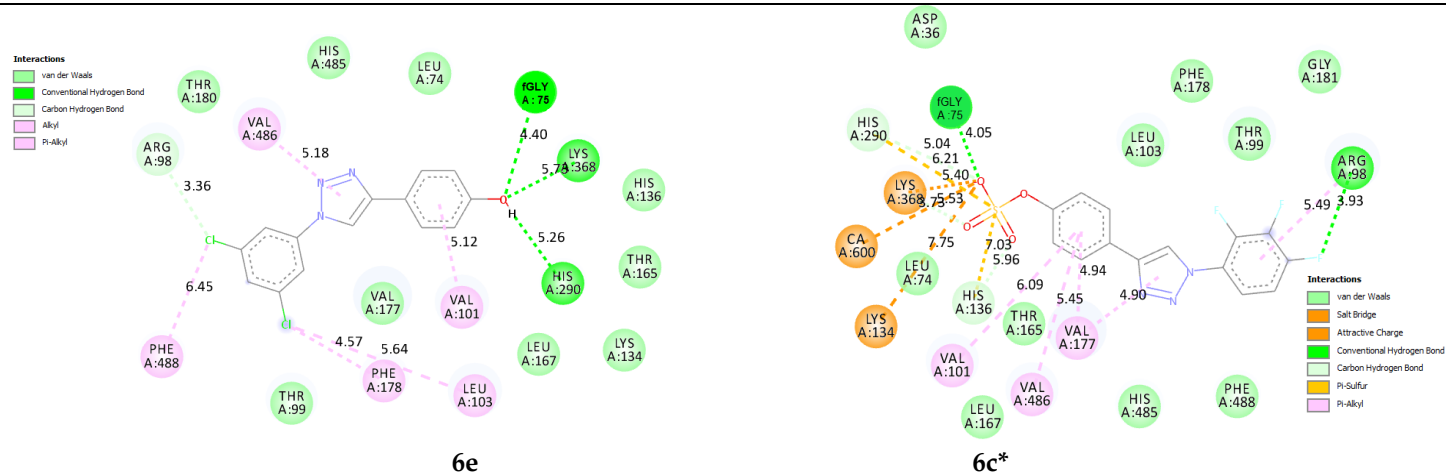 Interactions
van der Waals
Conventional Hydrogen Bond
Carbon Hydrogen Bond
Alkyl
Pi-Alkyl
HIS
A:485
LEU
A:74
THR
A:180
fGLY
A: 75
VAL
A:486
4.40
ARG
A:98
5.18
LYS
A:368
5.73
3.36
N
N
N
HIS
A:136
O
H
Cl
5.12
5.26
THR
A:165
6.45
HIS
A:290
VAL
A:177
VAL
A:101
Cl
PHE
A:488
4.57
5.64
LEU
A:167
LYS
A:134
PHE
A:178
LEU
A:103
THR
A:99
6e
ASP
A:36
PHE
A:178
GLY
A:181
fGLY
A:75
HIS
A:290
4.05
5.04
LEU
A:103
THR
A:99
6.21
5.40
ARG
A:98
LYS
A:368
O
O
5.53
3.73
5.49
3.93
S
F
F
O
O
CA
A:600
7.75
7.03
5.96
F
LEU
A:74
4.94
N
HIS
A:136
6.09
5.45
4.90
N
N
LYS
A:134
THR
A:165
VAL
A:177
VAL
A:101
VAL
A:486
HIS
A:485
PHE
A:488
LEU
A:167
Interactions
van der Waals
Salt Bridge
Attractive Charge
Conventional Hydrogen Bond
Carbon Hydrogen Bond
Pi-Sulfur
Pi-Alkyl
6c*